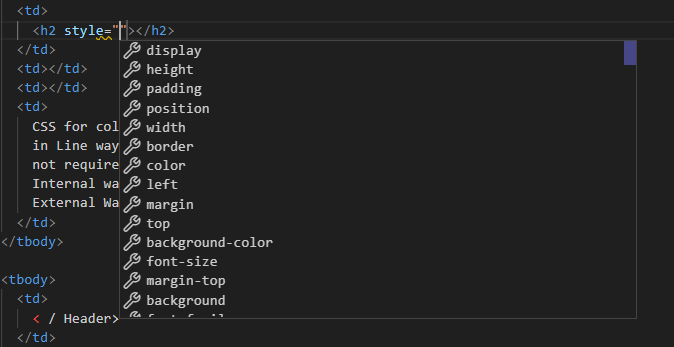 <td>
<h2 style=""></h2>
</td>
<td></td>
<td></td>
<td>
CSS for col
in Line way
not require
Internal wa
External Wa
</td>
</tbody>
<tbody>
<td>
< / Header>
</td>
display
height
padding
position
width
border
color
left
margin
top
background-color
font-size
margin-top
background